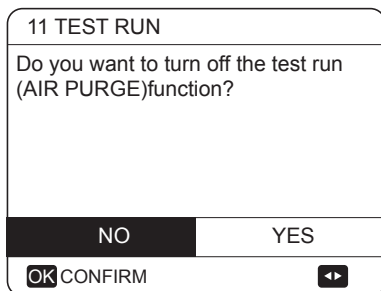 11 TEST RUN
Do you want to turn off the test run
(AIR PURGE)function?
NO YES
OK CONFIRM